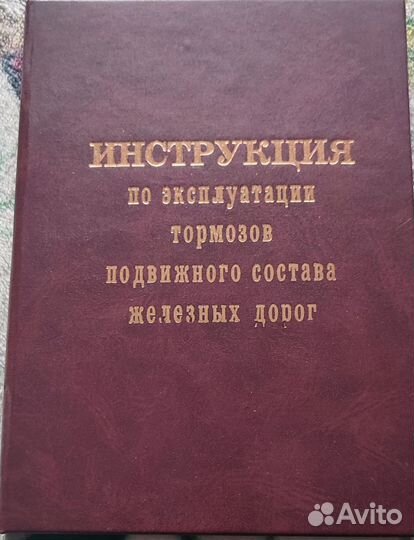 ИНСТРУКЦИЯ
по эксплуатации
тормозов
подвижного состава
железных дорог
Avito